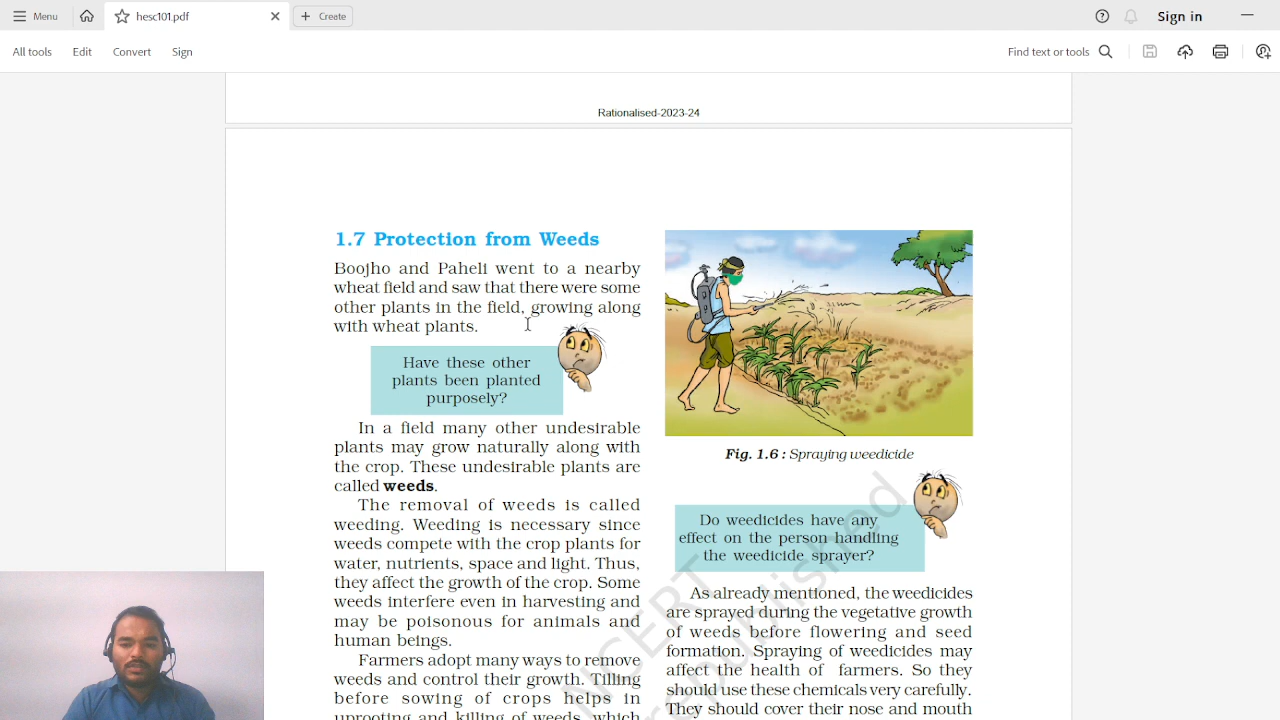 Menu
hesc101.pdf
Create
Sign in
All tools
Edit
Convert
Sign
Find text or tools
Rationalised-2023-24
1.7 Protection from Weeds
Boojho and Paheli went to a nearby
wheat field and saw that there were some
other plants in the field, growing along
with wheat plants.
Have these other
plants been planted
purposely?
In a field many other undesirable
plants may grow naturally along with
the crop. These undesirable plants are
called weeds.
The removal of weeds is called
weeding. Weeding is necessary since
weeds compete with the crop plants for
water, nutrients, space and light. Thus,
they affect the growth of the crop. Some
weeds interfere even in harvesting and
may be poisonous for animals and
human beings.
Farmers adopt many ways to remove
weeds and control their growth. Tilling
before sowing of crops helps in
uprooting and killing of weeds, which
Fig. 1.6 : Spraying weedicide
Do weedicides have any
effect on the person handling
the weedicide sprayer?
As already mentioned, the weedicides
are sprayed during the vegetative growth
of weeds before flowering and seed
formation. Spraying of weedicides may
affect the health of farmers. So they
should use these chemicals very carefully.
They should cover their nose and mouth
NCERT
republished